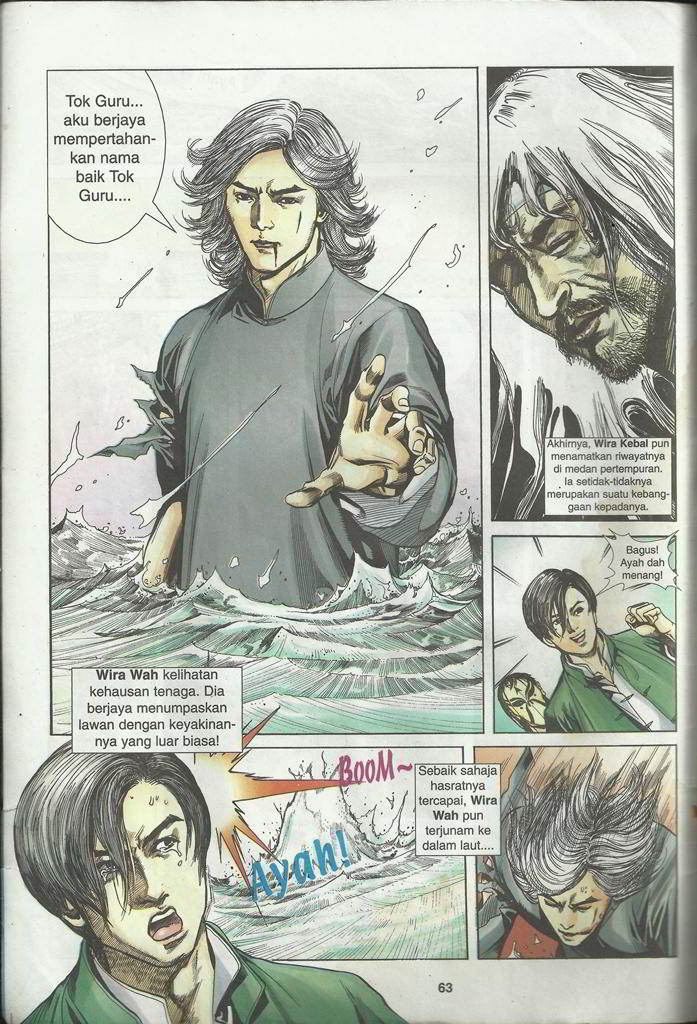 Tok Guru...
aku berjaya
mempertahan-
kan nama
baik Tok
Guru....
Akhirnya, Wira Kebal pun
menamatkan riwayatnya
di medan pertempuran.
Ia setidak-tidaknya
merupakan suatu kebang-
gaan kepadanya.
Bagus!
Ayah dah
menang!
Wira Wah kelihatan
kehausan tenaga. Dia
berjaya menumpaskan
lawan dengan keyakinan-
nya yang luar biasa!
BOOM~
Ayah!
Sebaik sahaja
hasratnya
tercapai, Wira
Wah pun
terjunam ke
dalam laut....
63